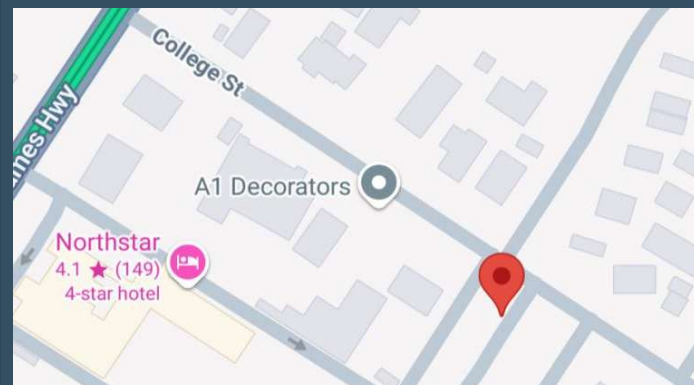 College St
mes Hwy
A1 Decorators
Northstar
4.1 ★ (149)
4-star hotel